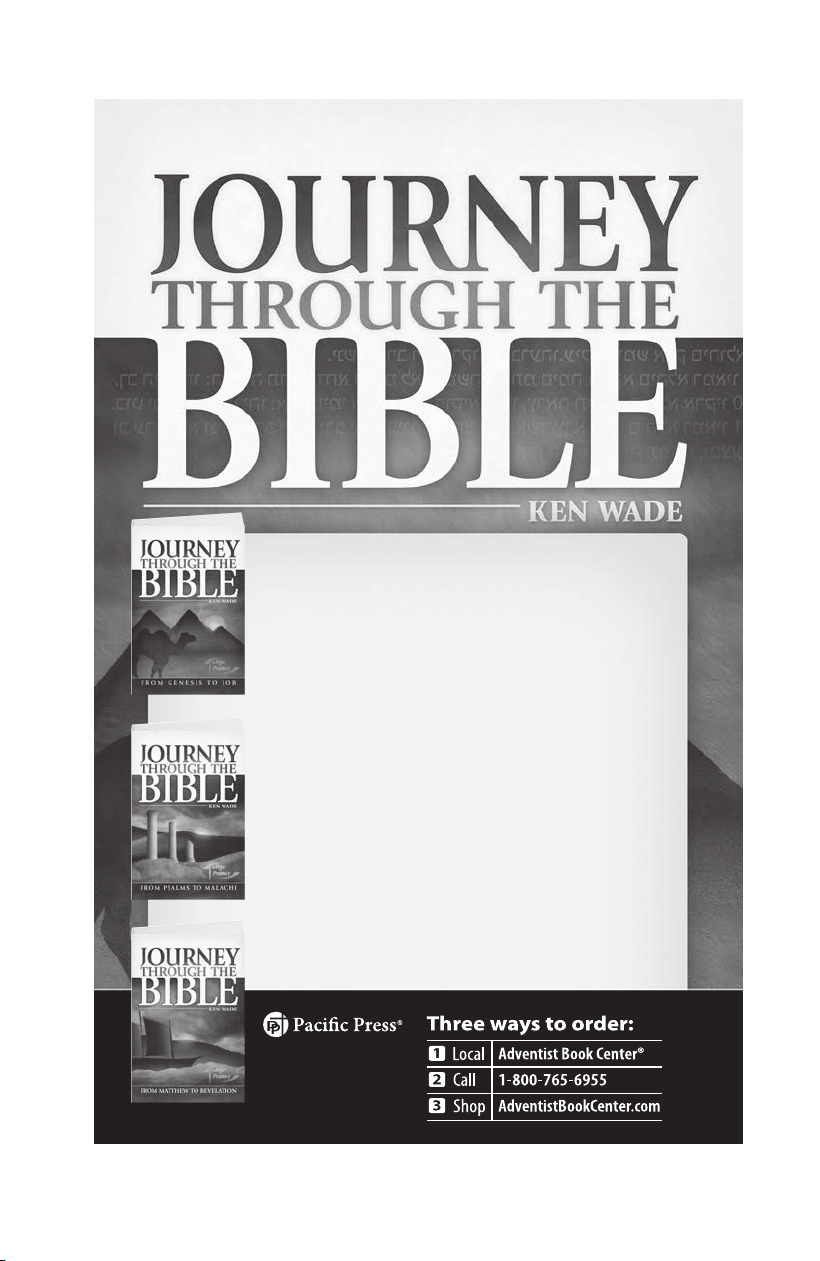 JOURNEY
THROUGH THE
BIBLE
KEN WADE
JOURNEY
THROUGH THE
BIBLE
KEN WADE
FROM GENESIS TO JOB
JOURNEY
THROUGH THE
BIBLE
KEN WADE
FROM PSALMS TO MALACHI
JOURNEY
THROUGH THE
BIBLE
KEN WADE
FROM MATTHEW TO REVELATION
Pacific Press®
Three ways to order:
1 Local Adventist Book Center®
2 Call 1-800-765-6955
3 Shop AdventistBookCenter.com